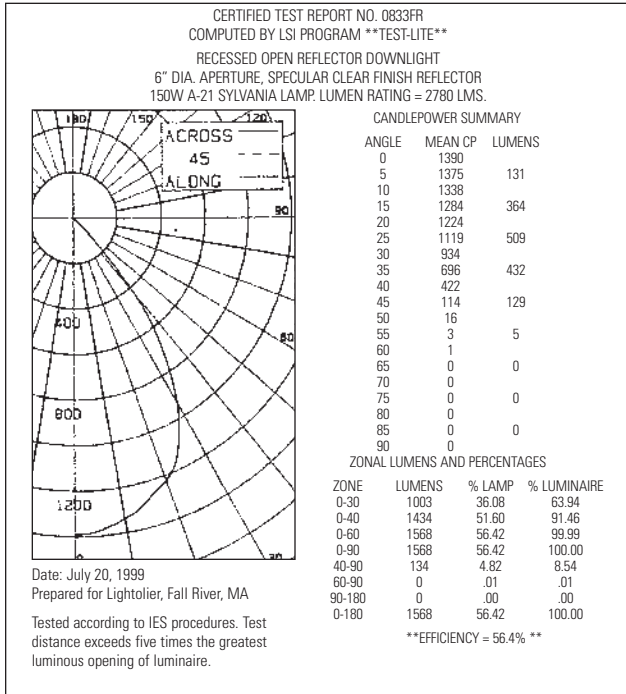 CERTIFIED TEST REPORT NO. 0833FR
COMPUTED BY LSI PROGRAM **TEST-LITE**
RECESSED OPEN REFLECTOR DOWNLIGHT
6” DIA. APERTURE, SPECULAR CLEAR FINISH REFLECTOR
150W A-21 SYLVANIA LAMP. LUMEN RATING = 2780 LMS.
180 150 120
ACROSS
45
ALONG
90
400
60
800
1200
0 30
Date: July 20, 1999
Prepared for Lightolier, Fall River, MA
Tested according to IES procedures. Test
distance exceeds five times the greatest
luminous opening of luminaire.
CANDLEPOWER SUMMARY
ANGLE MEAN CP LUMENS
0 1390
5 1375 131
10 1338
15 1284 364
20 1224
25 1119 509
30 934
35 696 432
40 422
45 114 129
50 16
55 3 5
60 1
65 0 0
70 0
75 0 0
80 0
85 0 0
90 0
ZONAL LUMENS AND PERCENTAGES
ZONE LUMENS % LAMP % LUMINAIRE
0-30 1003 36.08 63.94
0-40 1434 51.60 91.46
0-60 1568 56.42 99.99
0-90 1568 56.42 100.00
40-90 134 4.82 8.54
60-90 0 .01 .01
90-180 0 .00 .00
0-180 1568 56.42 100.00
**EFFICIENCY = 56.4% **